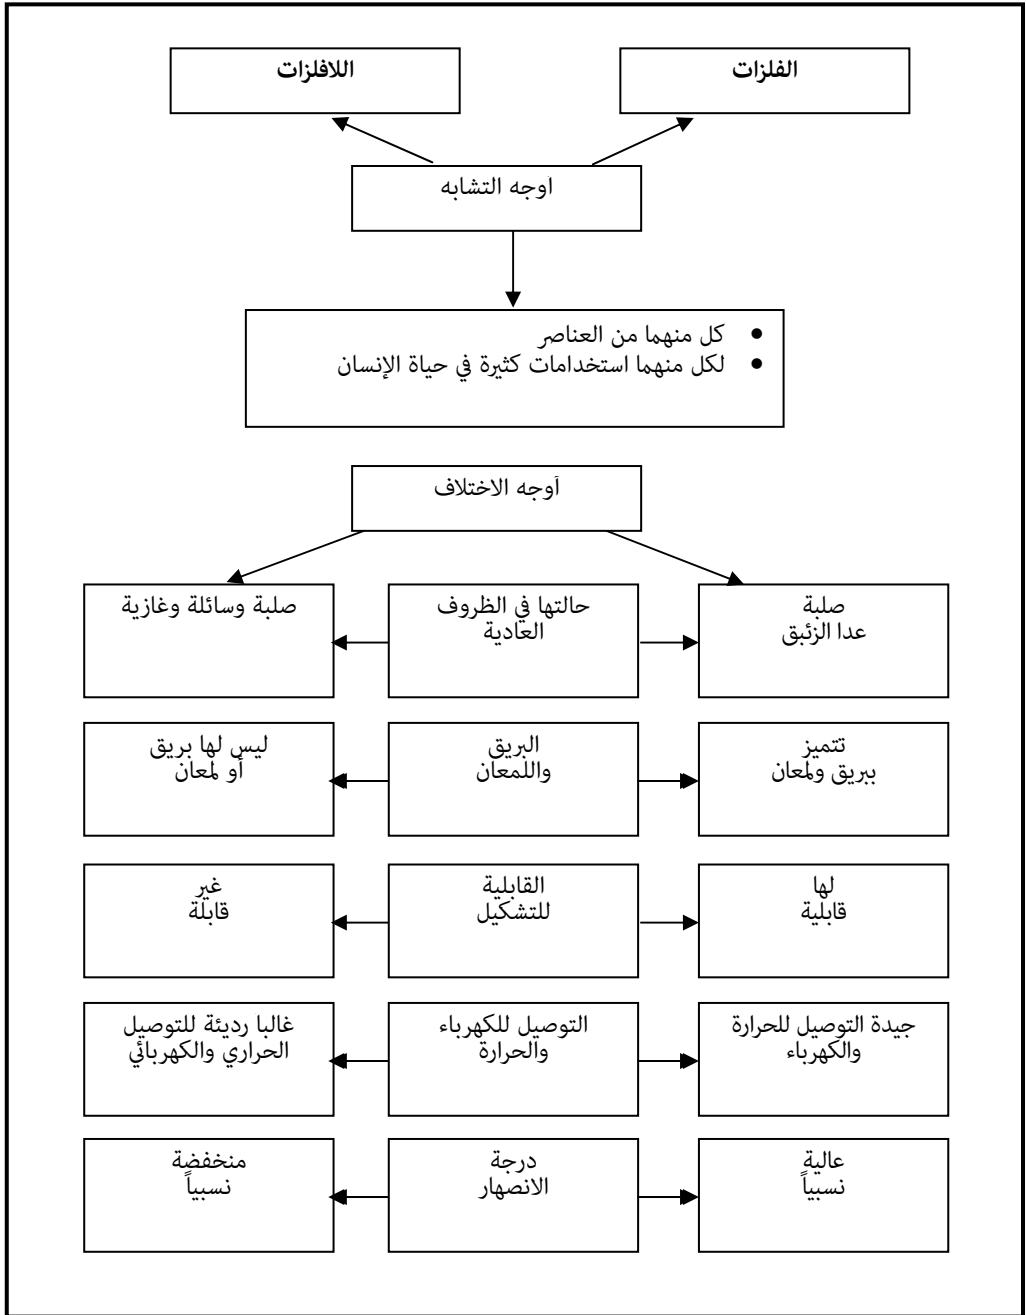 الفلزات
اللافلزات
أوجه التشابه
• كل منهما من العناصر
• لكل منهما استخدامات كثيرة في حياة الإنسان
أوجه الاختلاف
صلبة
عدا الزئبق
حالتها في الظروف
العادية
صلبة وسائلة وغازية
تتميز
ببريق ولمعان
البريق
واللمعان
ليس لها بريق
أو لمعان
لها
قابلية
القابلية
للتشكيل
غير
قابلة
جيدة التوصيل للحرارة
والكهرباء
التوصيل للكهرباء
والحرارة
غالبا رديئة للتوصيل
الحراري والكهربائي
عالية
نسبياً
درجة
الانصهار
منخفضة
نسبياً